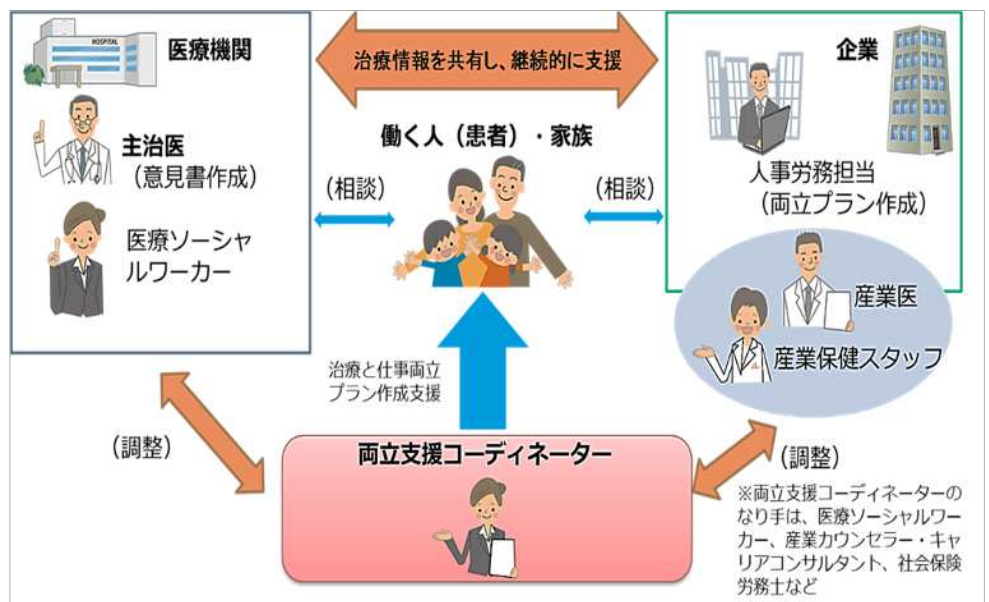 HOSPITAL
医療機関
主治医
（意見書作成）
医療ソーシャ
ルワーカー
治療情報を共有し、継続的に支援
働く人（患者）・家族
（相談）
（相談）
企業
人事労務担当
（両立プラン作成）
産業医
産業保健スタッフ
治療と仕事両立
プラン作成支援
（調整）
両立支援コーディネーター
（調整）
※両立支援コーディネーターの
なり手は、医療ソーシャルワ
ーカー、産業カウンセラー・キャ
リアコンサルタント、社会保険
労務士など